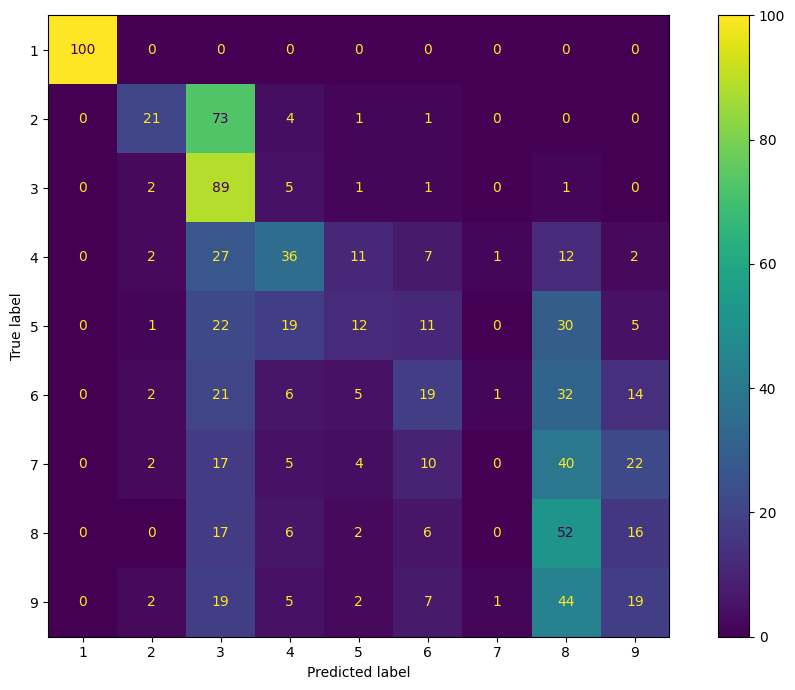 1 100 0 0 0 0 0 0 0 0
2 0 21 73 4 1 1 0 0 0
3 0 2 89 5 1 1 0 1 0
4 0 2 27 36 11 7 1 12 2
5 0 1 22 19 12 11 0 30 5
6 0 2 21 6 5 19 1 32 14
7 0 2 17 5 4 10 0 40 22
8 0 0 17 6 2 6 0 52 16
9 0 2 19 5 2 7 1 44 19
1 2 3 4 5 6 7 8 9
Predicted label
True label
100
80
60
40
20
0